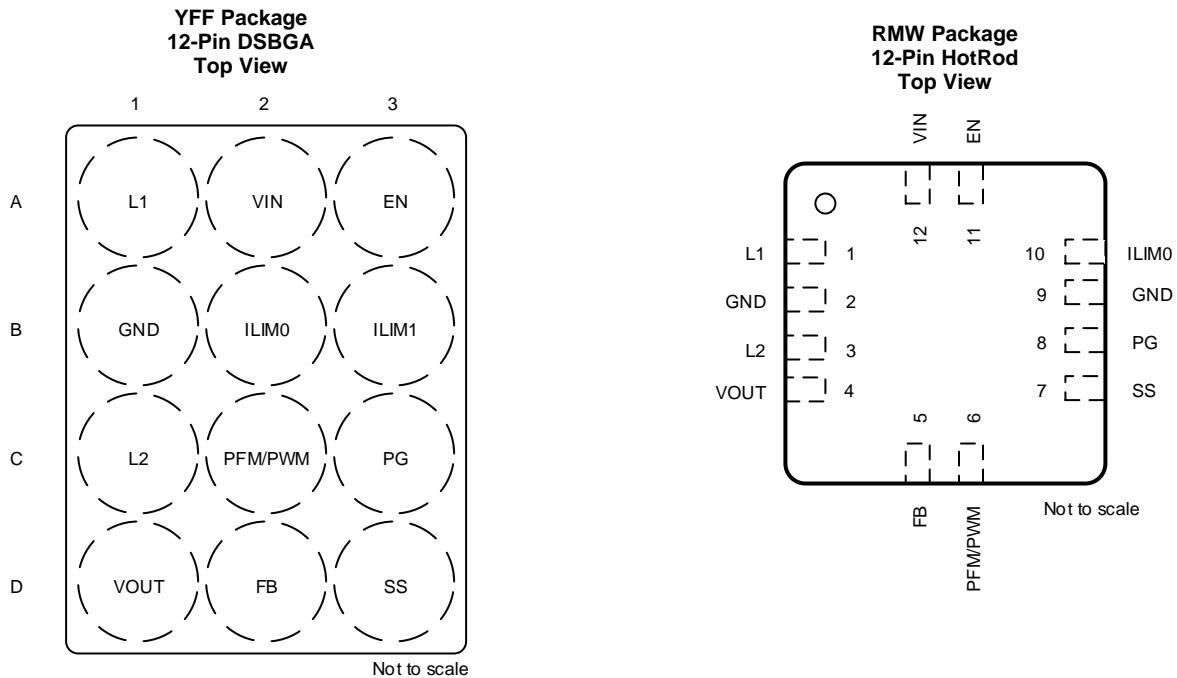 YFF Package
12-Pin DSBGA
Top View
1 2 3
A L1 VIN EN
B GND ILIM0 ILIM1
C L2 PFM/PWM PG
D VOUT FB SS
Not to scale
RMW Package
12-Pin HotRod
Top View
VIN EN
12 11
L1 1 10 ILIM0
GND 2 9 GND
L2 3 8 PG
VOUT 4 7 SS
5 6
FB PFM/PWM
Not to scale